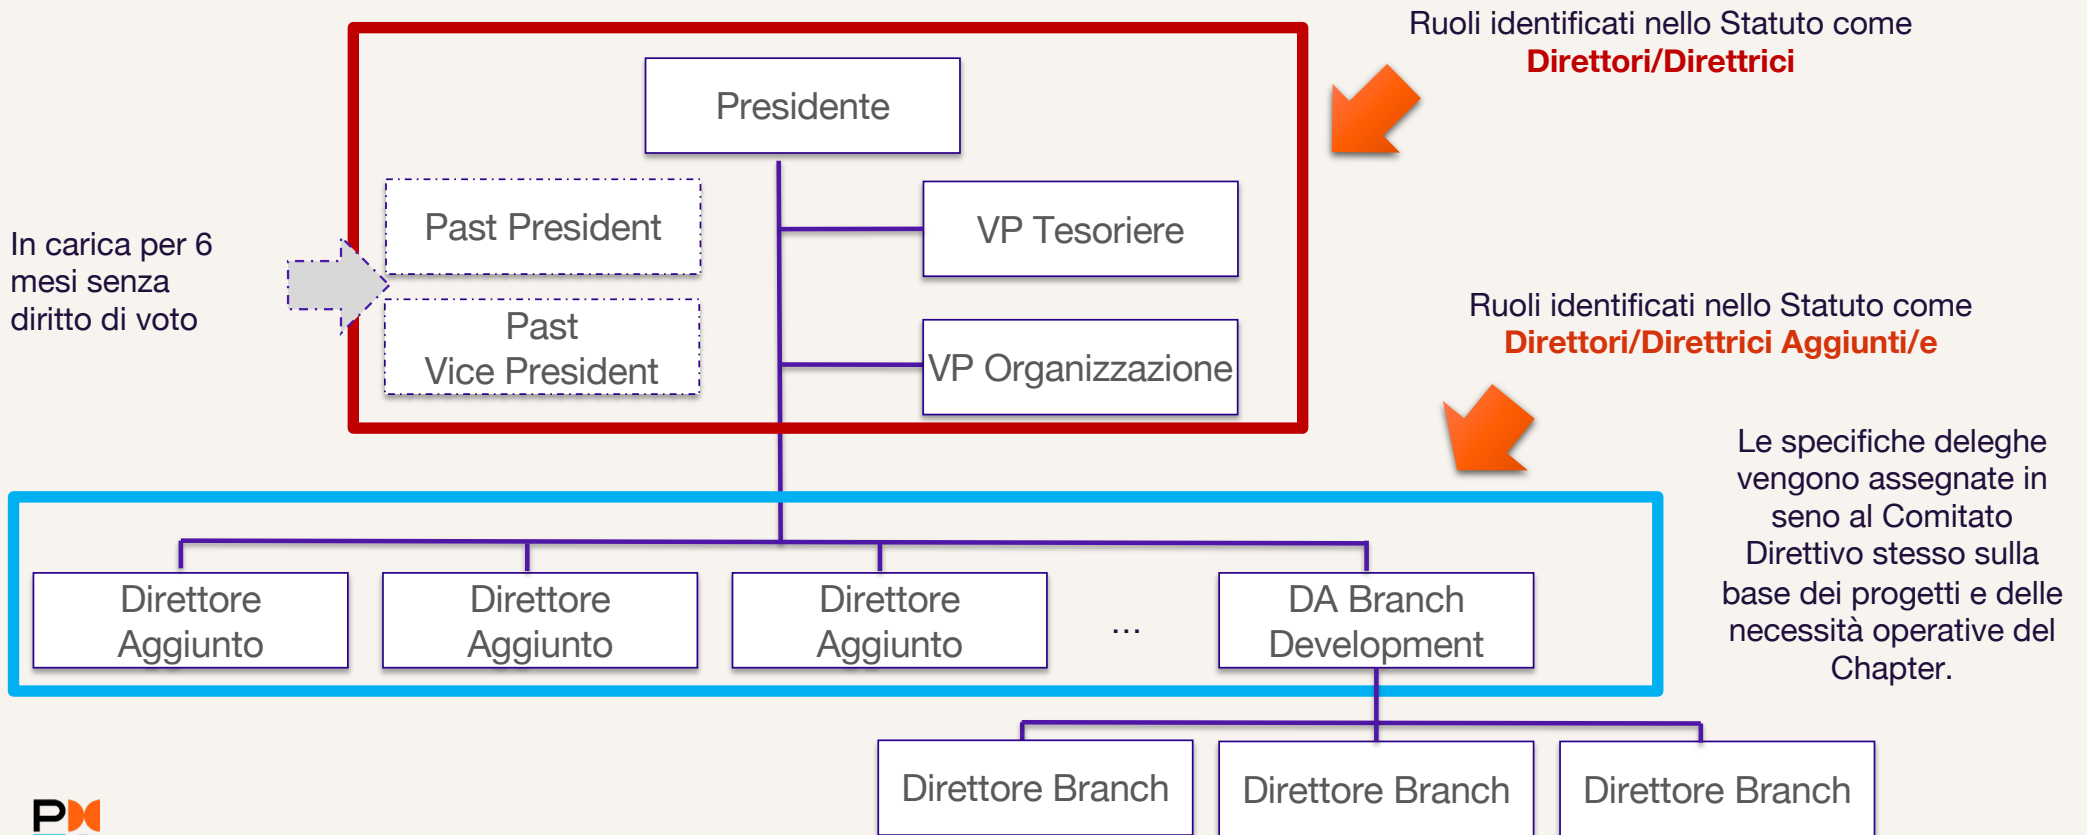 Ruoli identificati nello Statuto come
Direttori/Direttrici
Presidente
Past President
VP Tesoriere
In carica per 6
mesi senza
diritto di voto
Past
Vice President
VP Organizzazione
Ruoli identificati nello Statuto come
Direttori/Direttrici Aggiunti/e
Le specifiche deleghe
vengono assegnate in
seno al Comitato
Direttivo stesso sulla
base dei progetti e delle
necessità operative del
Chapter.
Direttore
Aggiunto
Direttore
Aggiunto
Direttore
Aggiunto
...
DA Branch
Development
Direttore Branch
Direttore Branch
Direttore Branch